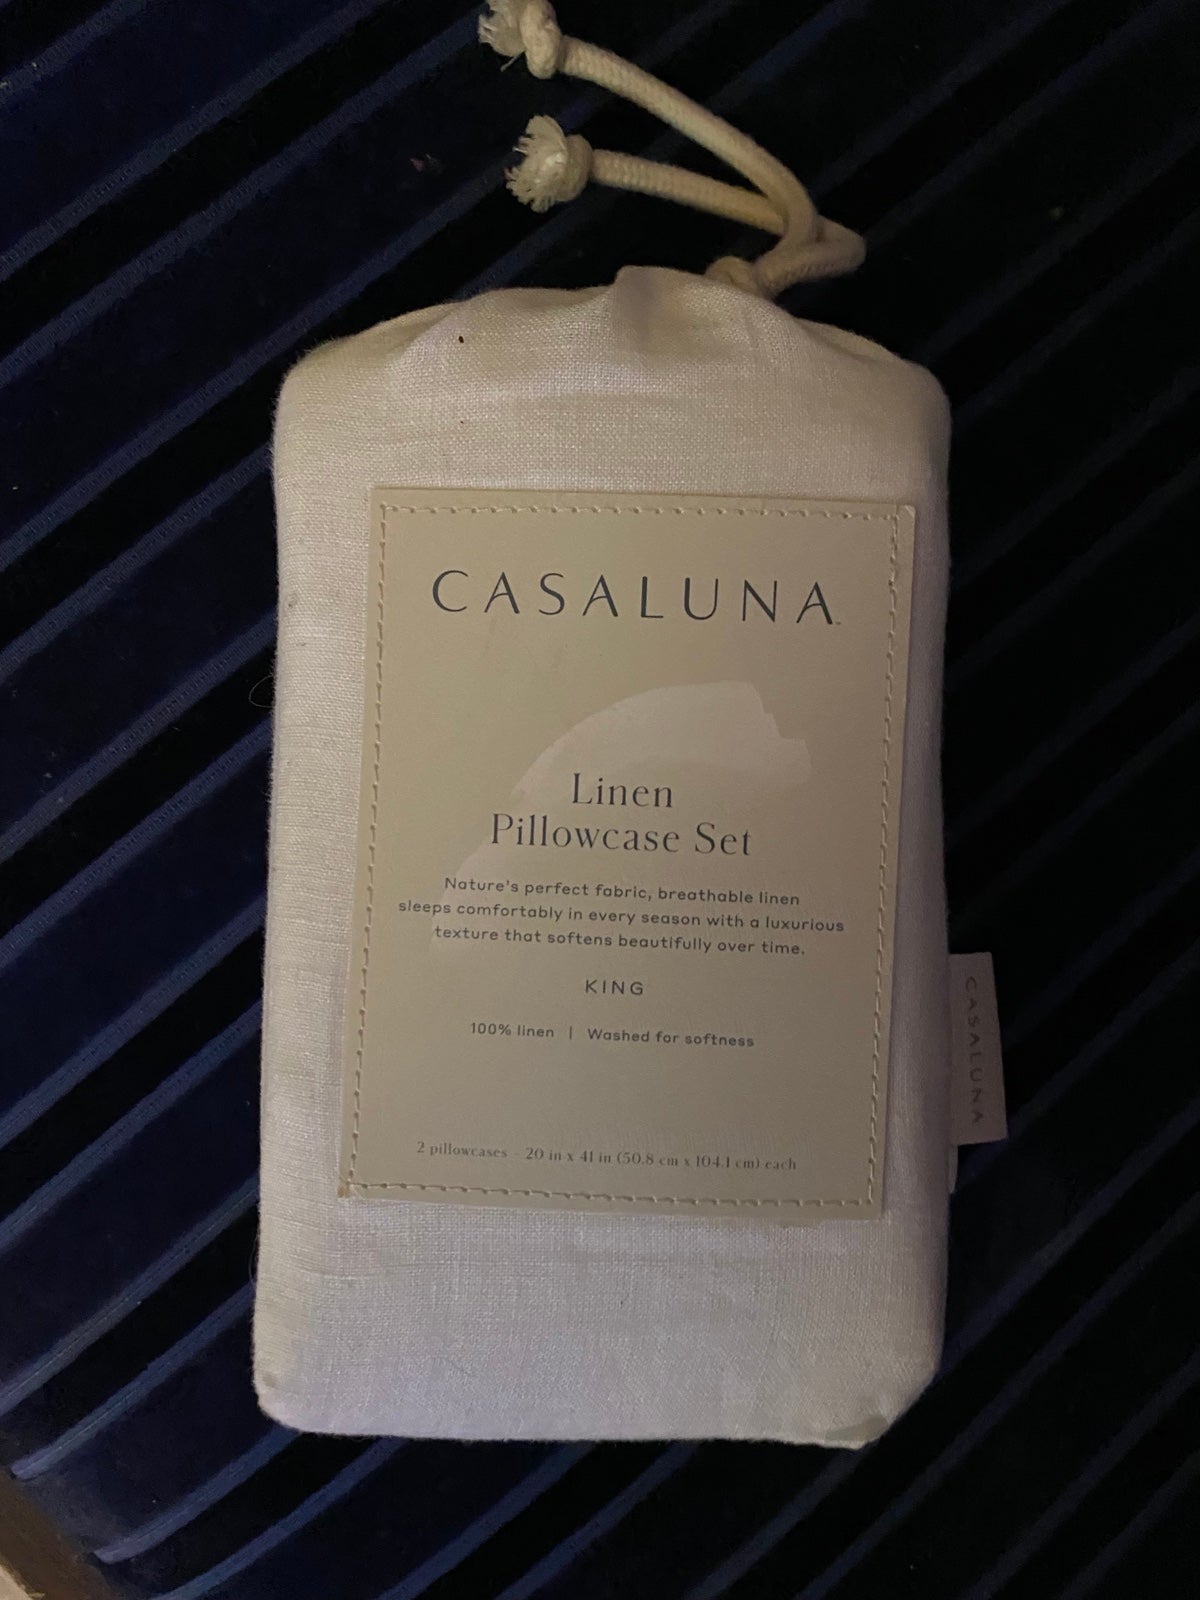 CASALUNA™
Linen
Pillowcase Set
Nature's perfect fabric, breathable linen
sleeps comfortably in every season with a luxurious
texture that softens beautifully over time.
KING
100% linen | Washed for softness
2 pillowcases - 20 in x 41 in (50.8 cm x 104.1 cm) each
CASALUNA